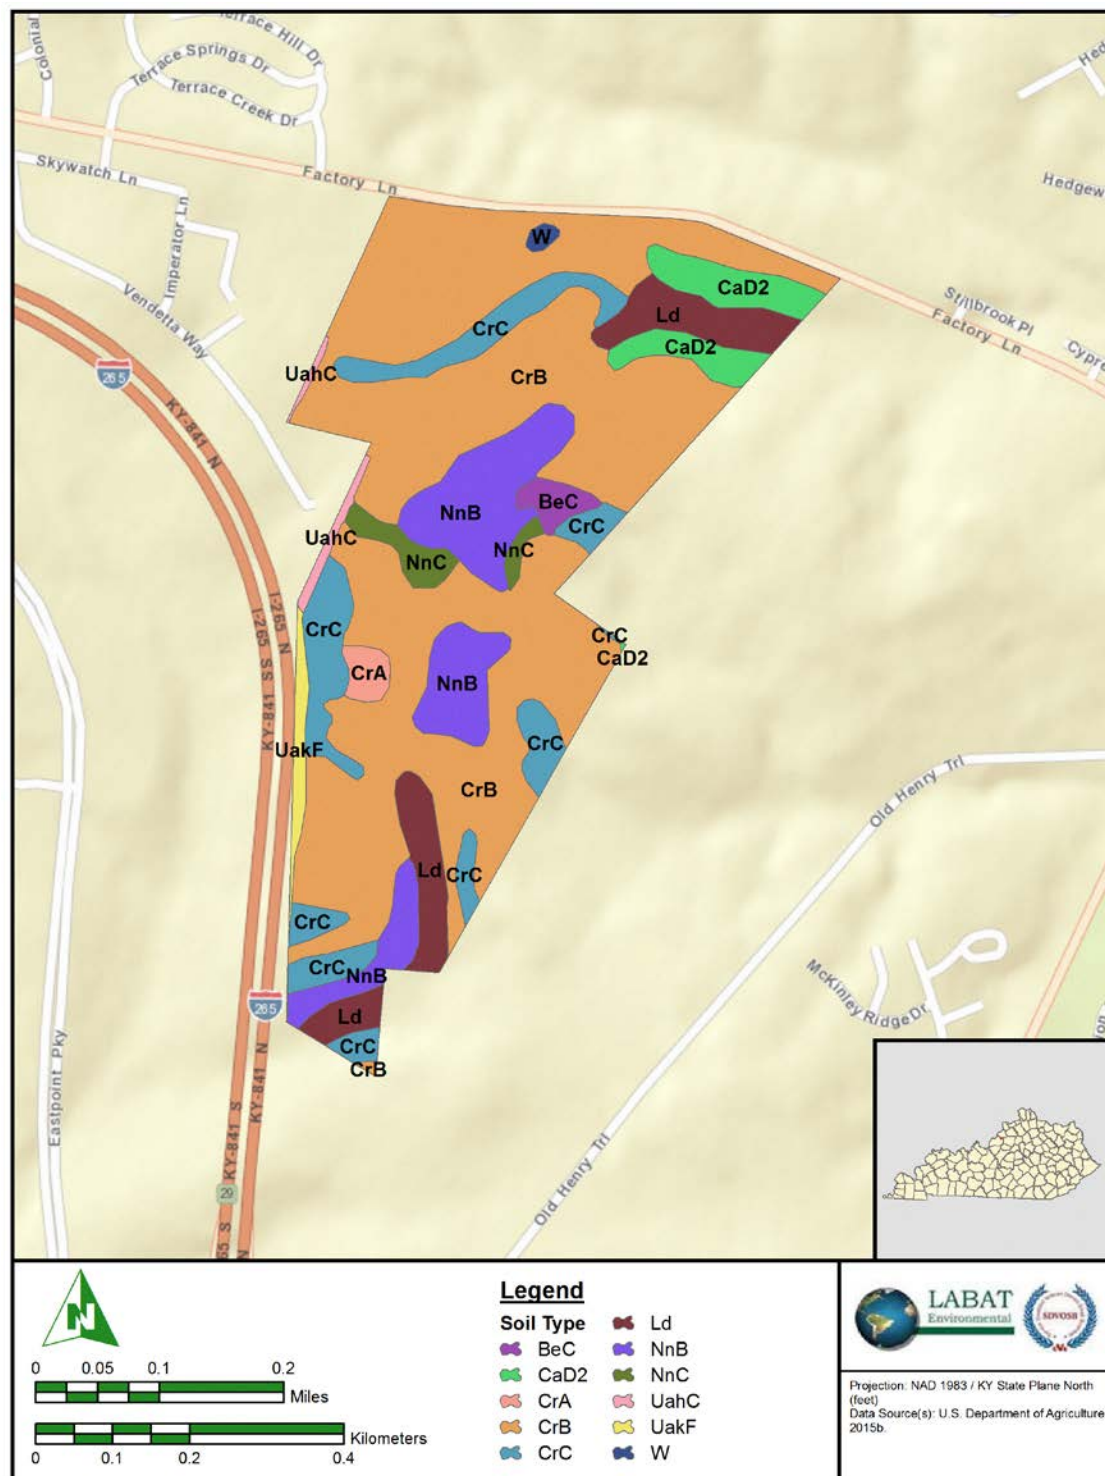 Colonial
Terrace Hill Dr
Terrace Springs Dr
Terrace Creek Dr
Skywatch Ln
Factory Ln
Imperator Ln
Vendetta Way
Hedgew
Stillbrook Pl
Factory Ln
Cypre
W
CaD2
Ld
CaD2
CrC
UahC
CrB
265
KY-841 N
NnB
BeC
CrC
UahC
NnC
NnC
I-265 N
I-265 S
KY-841 S
CrC
CrC
CaD2
CrA
NnB
UakF
CrC
CrB
Old Henry Trl
Ld
CrC
CrC
CrC
NnB
265
Ld
CrC
CrB
McKinley Ridge Dr
Eastpoint Pky
KY-841 S
KY-841 N
29
65 S
N
Old Henry Trl
N
0 0.05 0.1 0.2
Miles
Kilometers
0 0.1 0.2 0.4
Legend
Soil Type
BeC
CaD2
CrA
CrB
CrC
Ld
NnB
NnC
UahC
UakF
W
LABAT
Environmental
SDVOSB
Projection: NAD 1983 / KY State Plane North
(feet)
Data Source(s): U.S. Department of Agriculture
2015b.